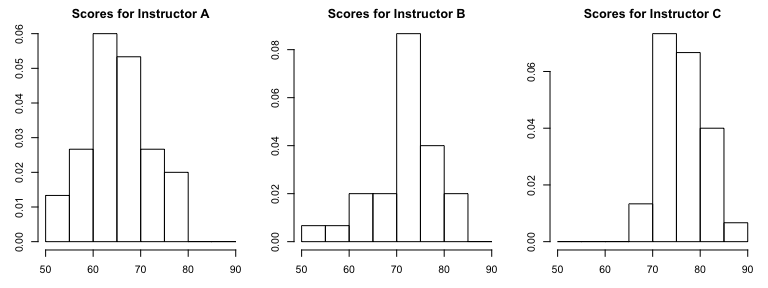 Scores for Instructor A
0.00 0.01 0.02 0.03 0.04 0.05 0.06
50 60 70 80 90
Scores for Instructor B
0.00 0.02 0.04 0.06 0.08
50 60 70 80 90
Scores for Instructor C
0.00 0.02 0.04 0.06
50 60 70 80 90